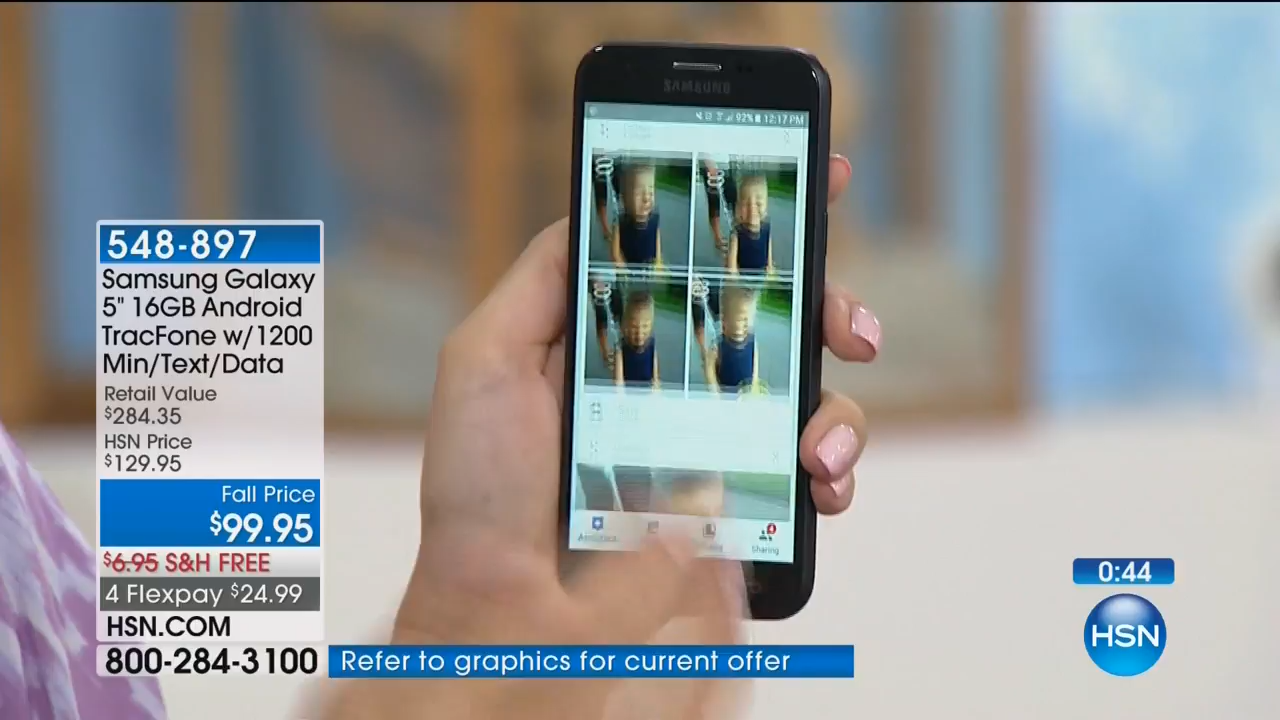 SAMSUNG
92% 12:17 PM
4
Sharing
548-897
Samsung Galaxy
5" 16GB Android
TracFone w/1200
Min/Text/Data
Retail Value
$284.35
HSN Price
$129.95
Fall Price
$99.95
$6.95 S&H FREE
4 Flexpay $24.99
HSN.COM
800-284-3100
Refer to graphics for current offer
0:44
HSN